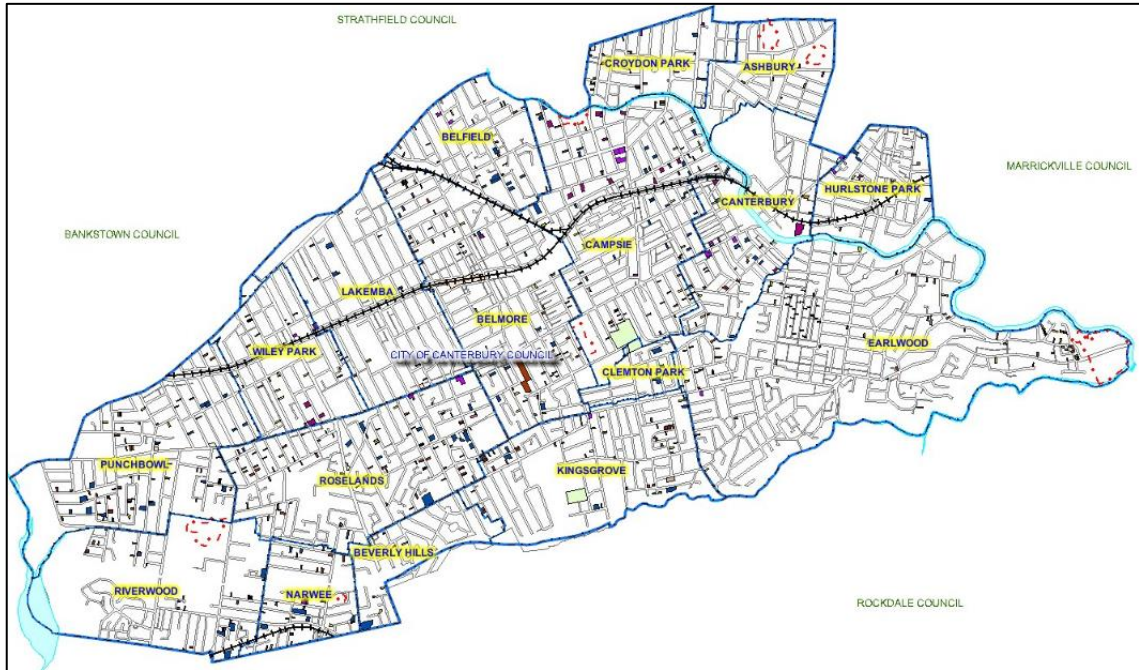 STRATHFIELD COUNCIL
CROYDON PARK
ASHBURY
BELFIELD
MARRICKVILLE COUNCIL
HURLSTONE PARK
CANTERBURY
BANKSTOWN COUNCIL
CAMPSIE
LAKEMBA
BELMORE
EARLWOOD
WILEY PARK
CITY OF CANTERBURY COUNCIL
CLEMTON PARK
PUNCHBOWL
KINGSGROVE
ROSELANDS
BEVERLY HILLS
RIVERWOOD
NARWEE
ROCKDALE COUNCIL